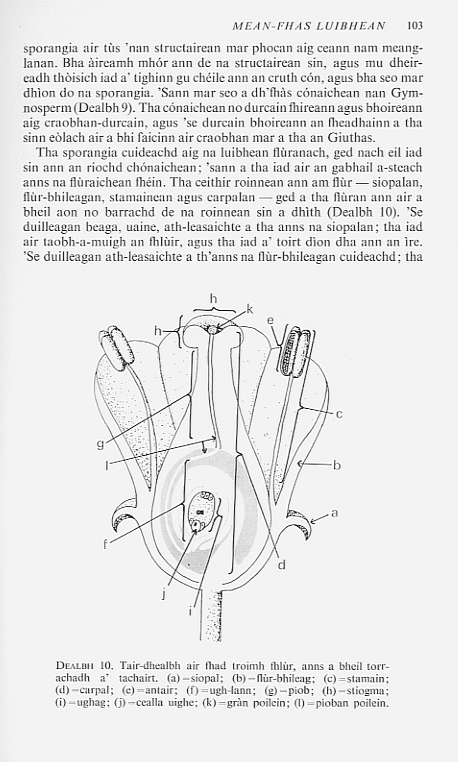 MEAN-FHAS LUIBHEAN 103
sporangia air tùs 'nan structairean mar phocan aig ceann nam meang-
lanan. Bha àireamh mhór ann de na structairean sin, agus mu dheir-
eadh thòisich iad a' tighinn gu chéile ann an cruth cón, agus bha seo mar
dhìon do na sporangia. 'Sann mar seo a dh'fhàs cónaichean nan Gym-
nosperm (Dealbh 9). Tha cónaichean no durcain fhireann agus bhoireann
aig craobhan-durcain, agus 'se durcain bhoireann an fheadhainn a tha
sinn eòlach air a bhi faicinn air craobhan mar a tha an Giuthas.
Tha sporangia cuideachd aig na luibhean flùranach, ged nach eil iad
sin ann an riochd chónaichean; 'sann a tha iad air an gabhail a-steach
anns na flùraichean fhéin. Tha ceithir roinnean ann am flùr — siopalan,
flùr-bhileagan, stamainean agus carpalan — ged a tha flùran ann air a
bheil aon no barrachd de na roinnean sin a dhìth (Dealbh 10). 'Se
duilleagan beaga, uaine, ath-leasaichte a tha anns na siopalan; tha iad
air taobh-a-muigh an fhlùir, agus tha iad a' toirt dìon dha ann an ìre.
'Se duilleagan ath-leasaichte a th'anns na flùr-bhileagan cuideachd; tha
h
k
h
e
c
g
l
b
a
f
d
j
i
DEALBH 10. Tair-dhealbh air fhad troimh fhlùr, anns a bheil torr-
achadh a' tachairt. (a)=siopal; (b)=flùr-bhileag; (c)=stamain;
(d)=carpal; (e)=antair; (f)=ugh-lann; (g)=piob; (h)=stiogma;
(i)=ughag; (j)=cealla uighe; (k)=gràn poilein; (l)=pioban poilein.